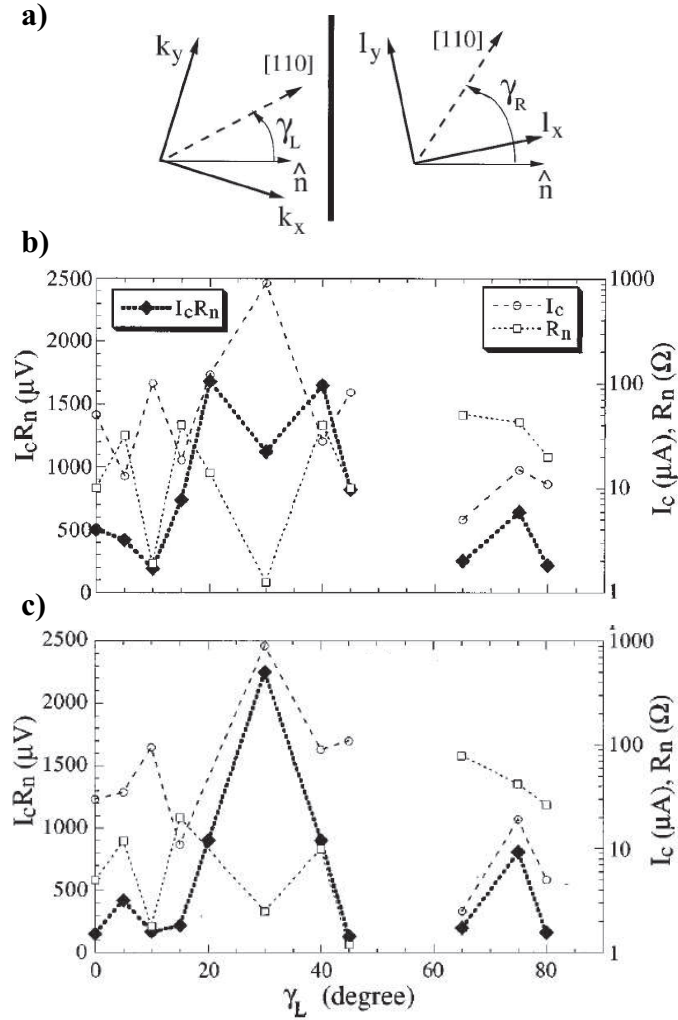 a)
k_y
[110]
γ_L
n̂
k_x
l_y
[110]
γ_R
l_x
n̂
b)
2500
2000
1500
1000
500
0
I_cR_n (μV)
I_cR_n
I_c
R_n
1000
100
10
1
I_c (μA), R_n (Ω)
c)
2500
2000
1500
1000
500
0
I_cR_n (μV)
1000
100
10
1
I_c (μA), R_n (Ω)
0 20 40 60 80
γ_L (degree)